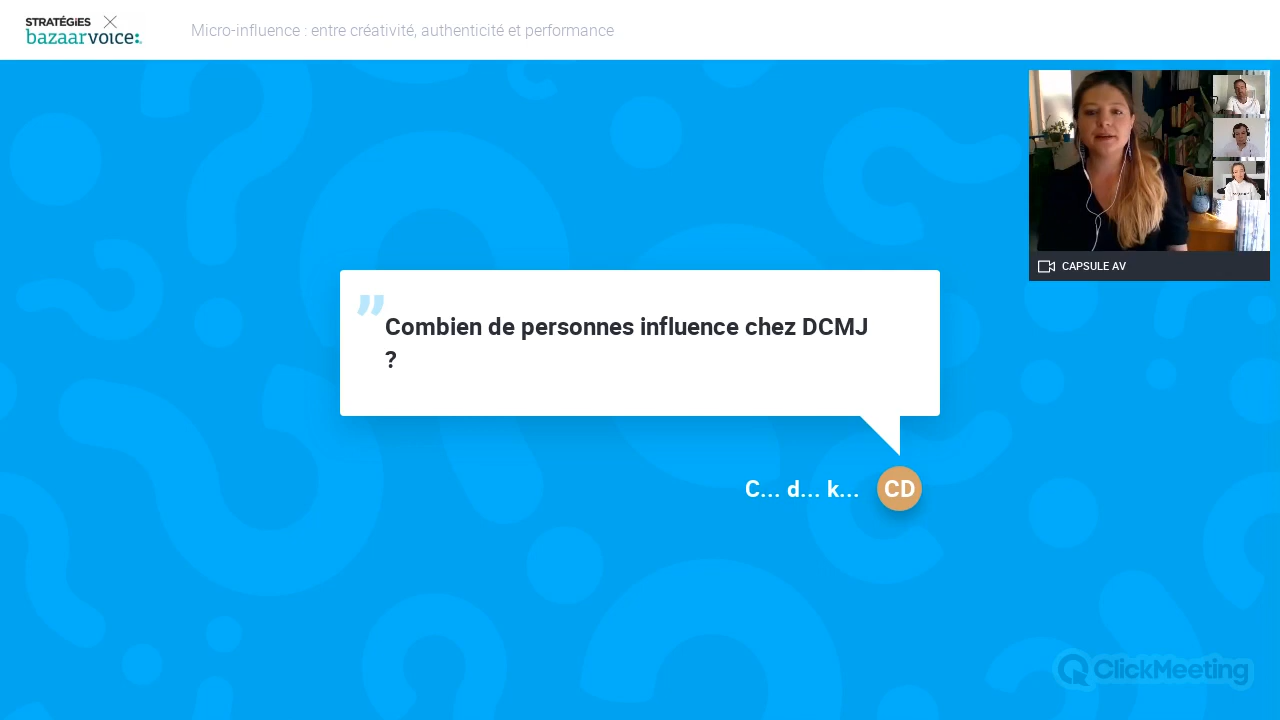 STRATÉGIES
bazaarvoice:
Micro-influence : entre créativité, authenticité et performance
CAPSULE AV
Combien de personnes influence chez DCMJ
?
C... d... k...
CD
ClickMeeting